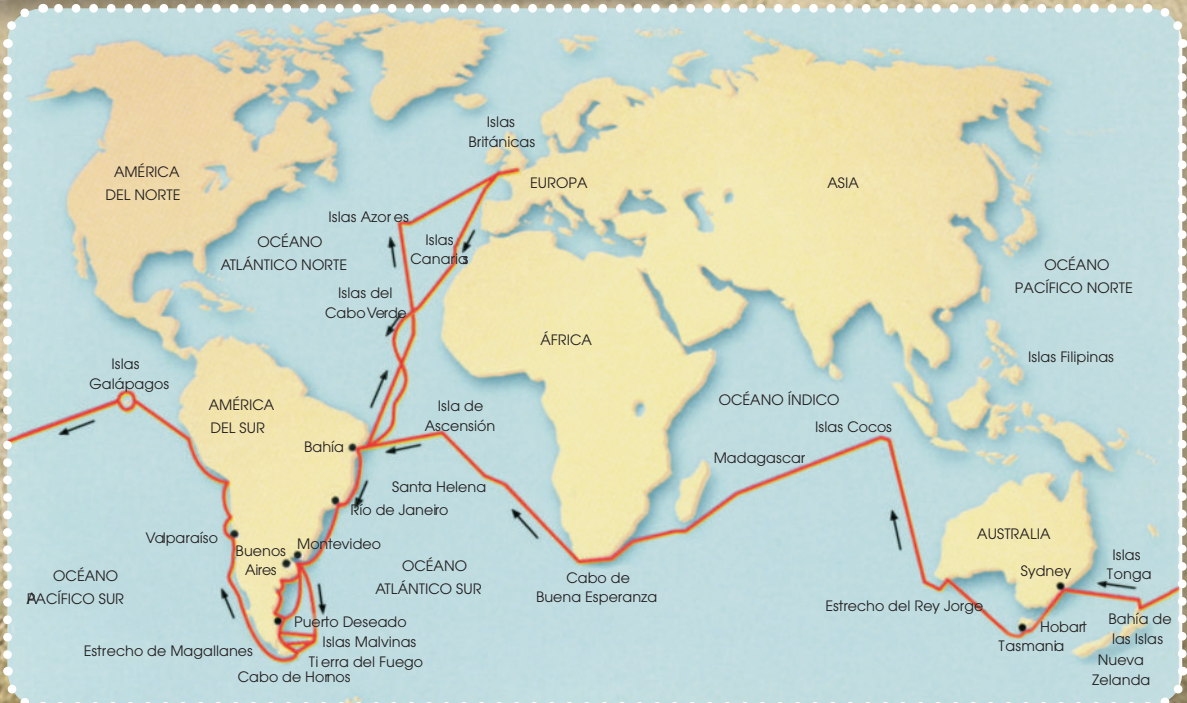 Islas
Británicas
AMÉRICA
DEL NORTE
EUROPA
ASIA
Islas Azores
OCÉANO
ATLÁNTICO NORTE
Islas
Canarias
OCÉANO
PACÍFICO NORTE
Islas del
Cabo Verde
ÁFRICA
Islas Filipinas
Islas
Galápagos
AMÉRICA
DEL SUR
Isla de
Ascensión
OCÉANO ÍNDICO
Islas Cocos
Bahía
Madagascar
Santa Helena
Río de Janeiro
Valparaíso
Buenos
Aires
Montevideo
AUSTRALIA
Sydney
Islas
Tonga
OCÉANO
PACÍFICO SUR
OCÉANO
ATLÁNTICO SUR
Cabo de
Buena Esperanza
Estrecho del Rey Jorge
Puerto Deseado
Islas Malvinas
Tierra del Fuego
Estrecho de Magallanes
Cabo de Hornos
Hobart
Tasmania
Bahía de
las Islas
Nueva
Zelanda